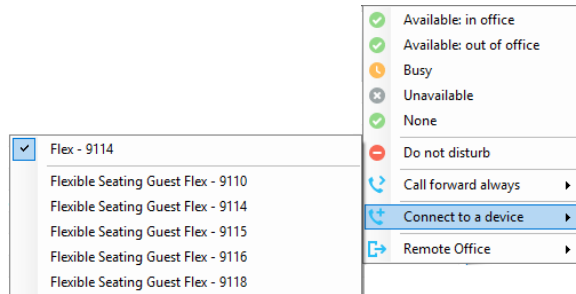 Available: in office
Available: out of office
Busy
Unavailable
None
Do not disturb
Call forward always
Connect to a device
Remote Office
Flex - 9114
Flexible Seating Guest Flex - 9110
Flexible Seating Guest Flex - 9114
Flexible Seating Guest Flex - 9115
Flexible Seating Guest Flex - 9116
Flexible Seating Guest Flex - 9118